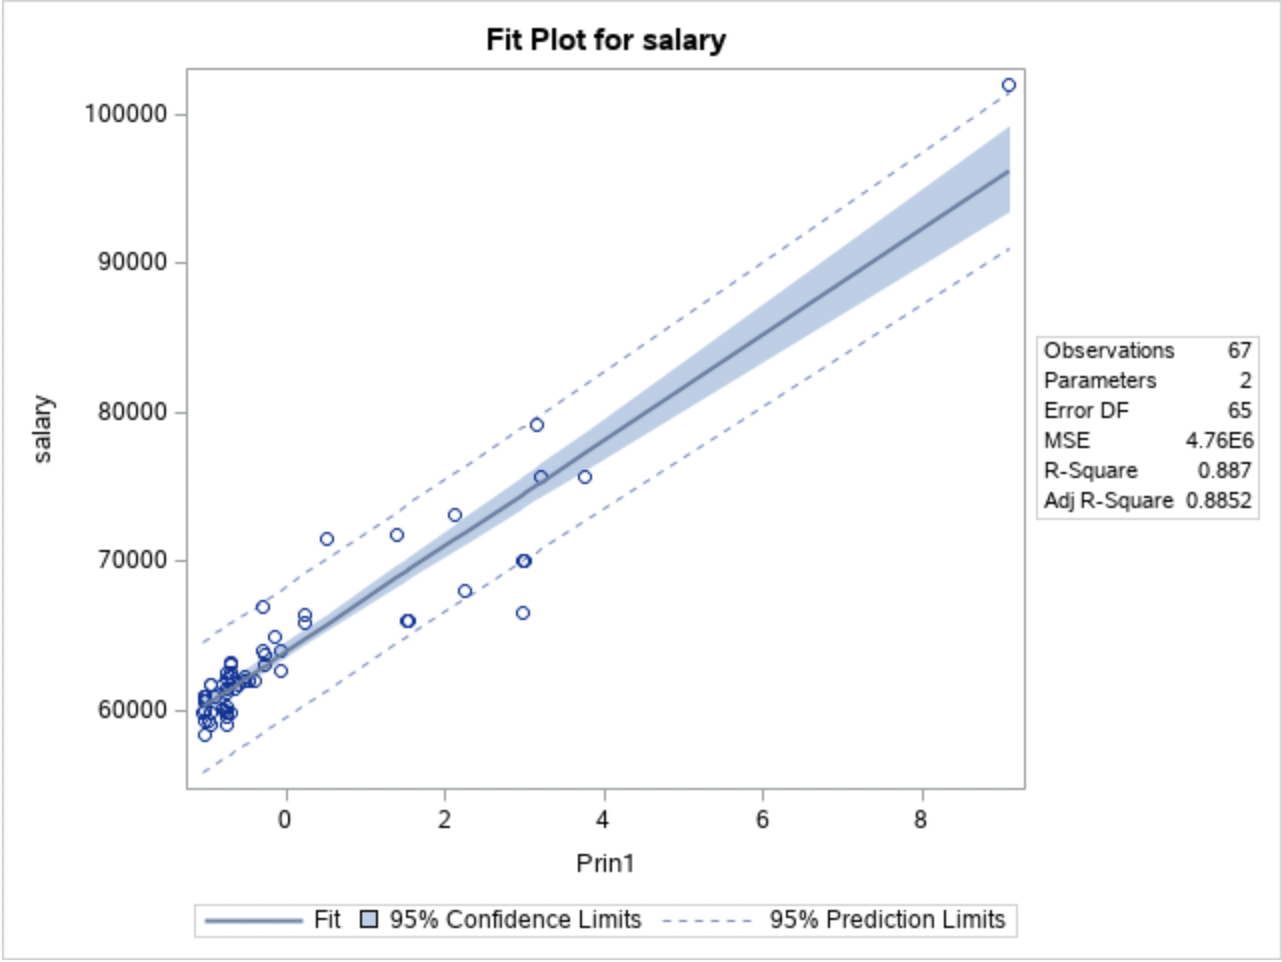 Fit Plot for salary
100000
90000
80000
70000
60000
salary
0 2 4 6 8
Prin1
Observations 67
Parameters 2
Error DF 65
MSE 4.76E6
R-Square 0.887
Adj R-Square 0.8852
Fit 95% Confidence Limits 95% Prediction Limits